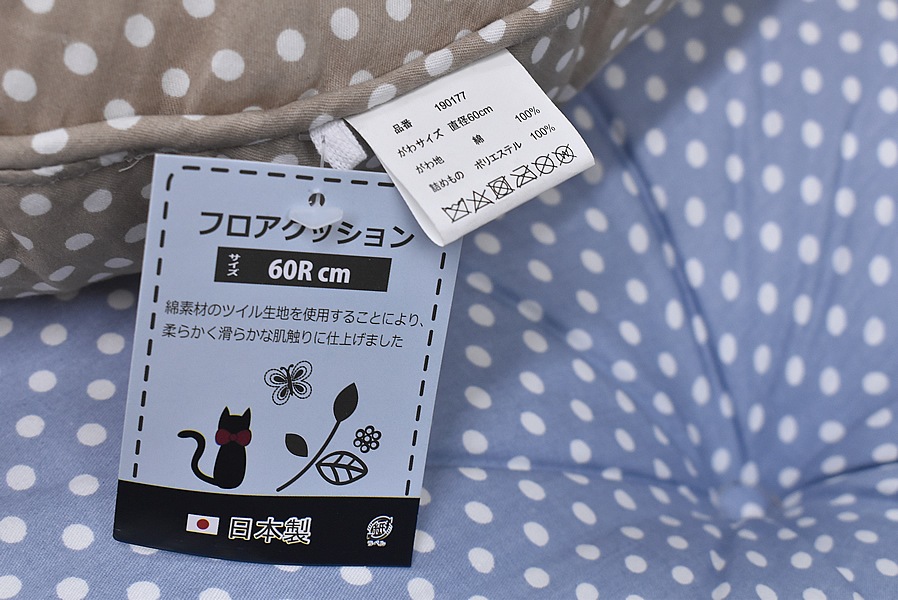 品番 190177
がわサイズ 直径60cm
がわ地 綿 100%
詰めもの ポリエステル 100%
フロアクッション
サイズ 60R cm
綿素材のツイル生地を使用することにより、
柔らかく滑らかな肌触りに仕上げました
日本製
紙
ラベル